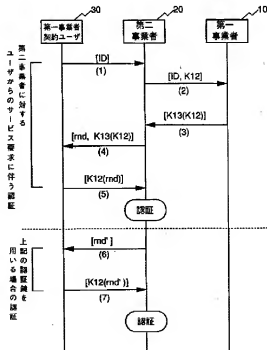 30
20
10
第一事業者
契約ユーザ
第二
事業者
第一
事業者
第二事業者に対する
ユーザからのサービス要求に伴う認証
[ID]
(1)
[ID, K12]
(2)
[K13(K12)]
(3)
[rnd, K13(K12)]
(4)
[K12(rnd)]
(5)
認証
上記の認証鍵を
用いる場合の認証
[rnd']
(6)
[K12(rnd')]
(7)
認証